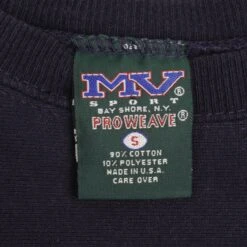 MV®
SPORT
BAY SHORE, N.Y.
PROWEAVE®
S
90% COTTON
10% POLYESTER
MADE IN U.S.A.
CARE OVER